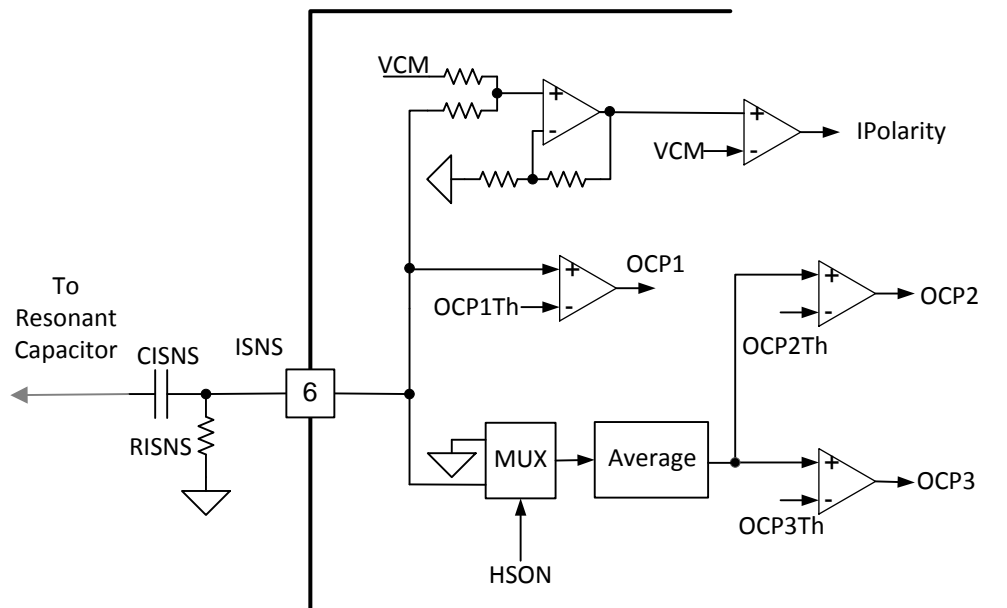 VCM
+
-
+
VCM
-
IPolarity
To
Resonant
Capacitor
CISNS
RISNS
ISNS
6
+
OCP1Th
-
OCP1
+
-
OCP2
OCP2Th
MUX
Average
HSON
+
-
OCP3
OCP3Th